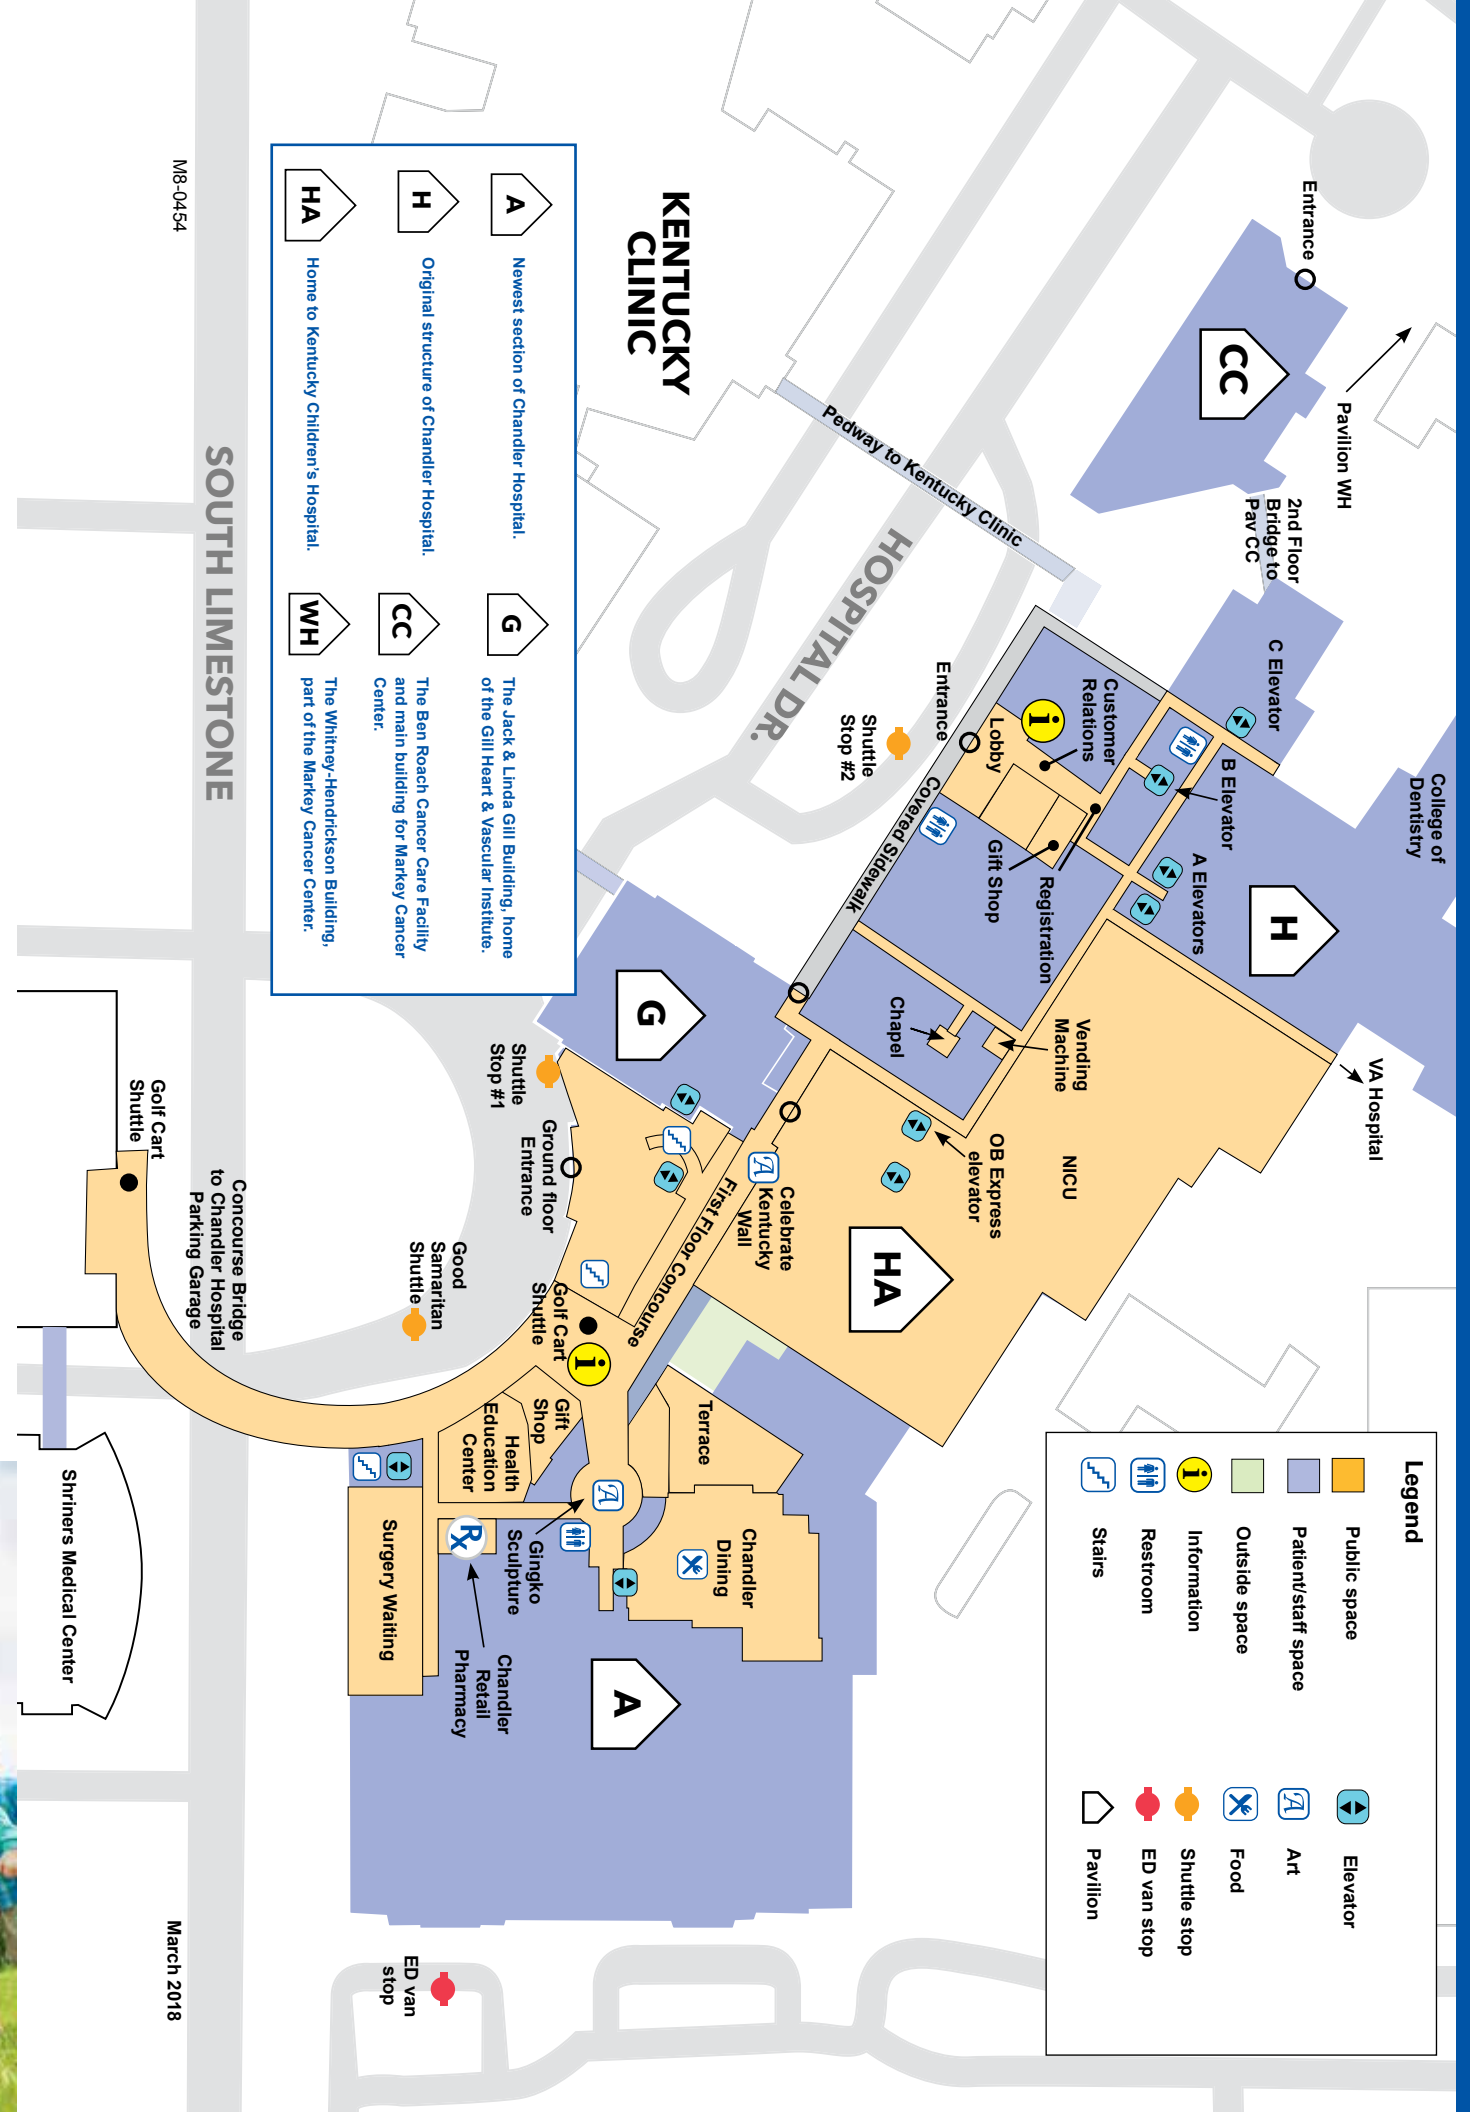 Legend
Public space
Patient/staff space
Outside space
i
Information
Restroom
Stairs
Elevator
A
Art
Food
Shuttle stop
ED van stop
Pavilion
Entrance
CC
Pavilion WH
2nd Floor
Bridge to
Pav CC
College of
Dentistry
C Elevator
B Elevator
A Elevators
H
VA Hospital
Customer
Relations
i
Lobby
Entrance
Shuttle
Stop #2
Covered Sidewalk
Gift Shop
Registration
Chapel
Vending
Machine
NICU
OB Express
elevator
HA
Celebrate
Kentucky
Wall
A
First Floor Concourse
Pedway to Kentucky Clinic
HOSPITAL DR.
KENTUCKY
CLINIC
G
Shuttle
Stop #1
Ground floor
Entrance
Golf Cart
Shuttle
i
Good
Samaritan
Shuttle
Terrace
Chandler
Dining
Gift
Shop
Health
Education
Center
A
Gingko
Sculpture
Rx
Chandler
Retail
Pharmacy
Surgery Waiting
A
ED van
stop
A
Newest section of Chandler Hospital.
H
Original structure of Chandler Hospital.
HA
Home to Kentucky Children's Hospital.
G
The Jack & Linda Gill Building, home
of the Gill Heart & Vascular Institute.
CC
The Ben Roach Cancer Care Facility
and main building for Markey Cancer
Center.
WH
The Whitney-Hendrickson Building,
part of the Markey Cancer Center.
SOUTH LIMESTONE
Concourse Bridge
to Chandler Hospital
Parking Garage
Golf Cart
Shuttle
Shriners Medical Center
M8-0454
March 2018